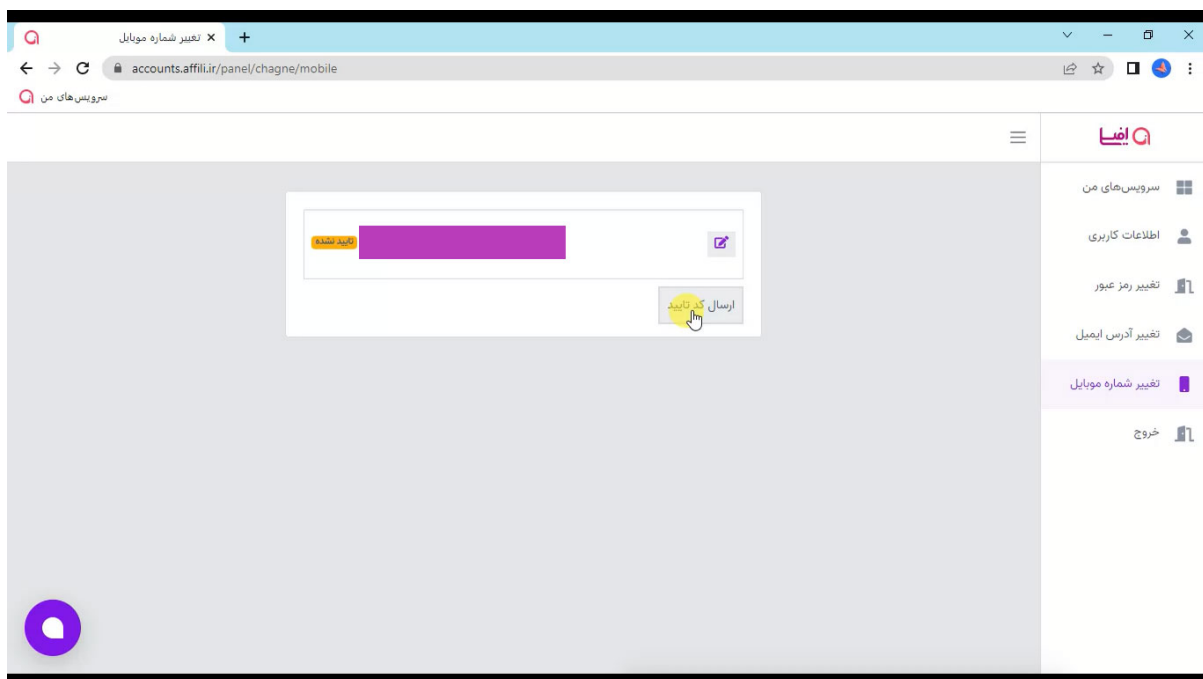 تغییر شماره موبایل
accounts.affili.ir/panel/chagne/mobile
سرویس‌های من
افیلی
سرویس‌های من
اطلاعات کاربری
تغییر رمز عبور
تغییر آدرس ایمیل
تغییر شماره موبایل
خروج
تایید نشده
ارسال کد تایید